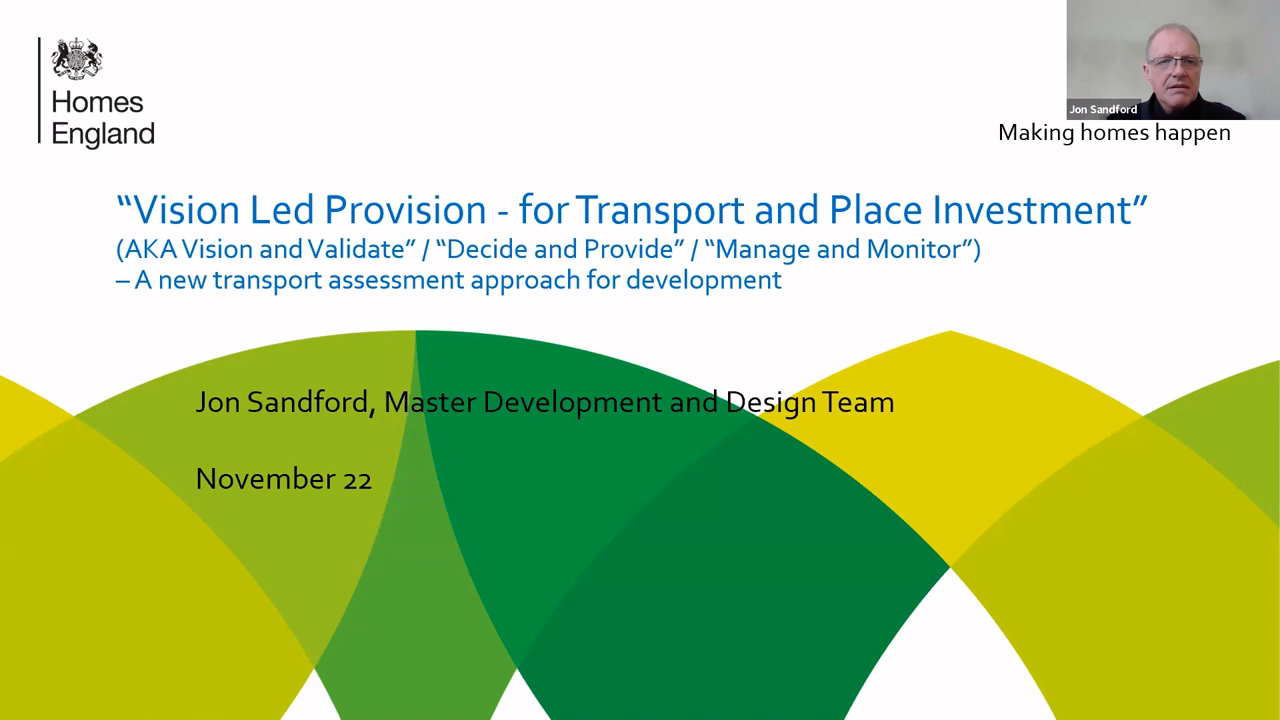 Homes
England
Jon Sandford
Making homes happen
“Vision Led Provision - for Transport and Place Investment”
(AKA Vision and Validate” / “Decide and Provide” / “Manage and Monitor”)
– A new transport assessment approach for development
Jon Sandford, Master Development and Design Team
November 22